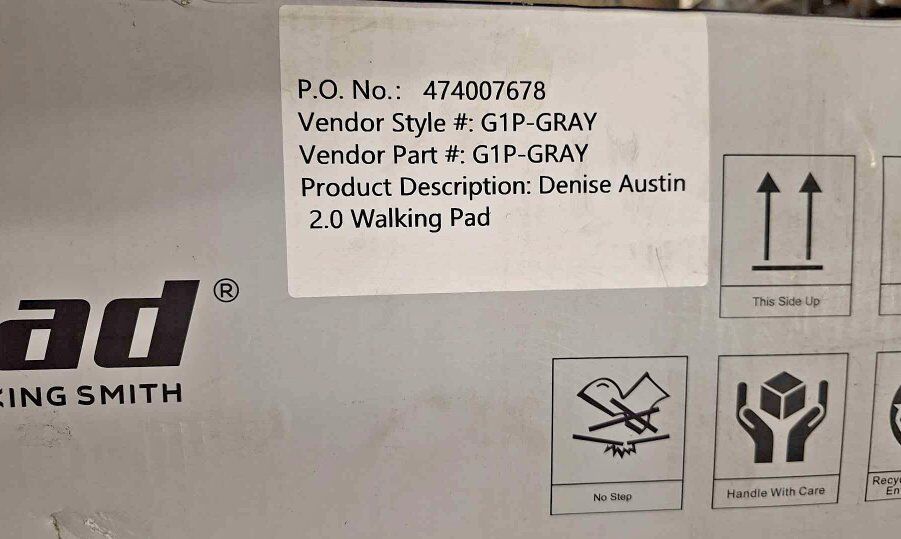 P.O. No.: 474007678
Vendor Style #: G1P-GRAY
Vendor Part #: G1P-GRAY
Product Description: Denise Austin
2.0 Walking Pad
ad®
KING SMITH
This Side Up
No Step
Handle With Care